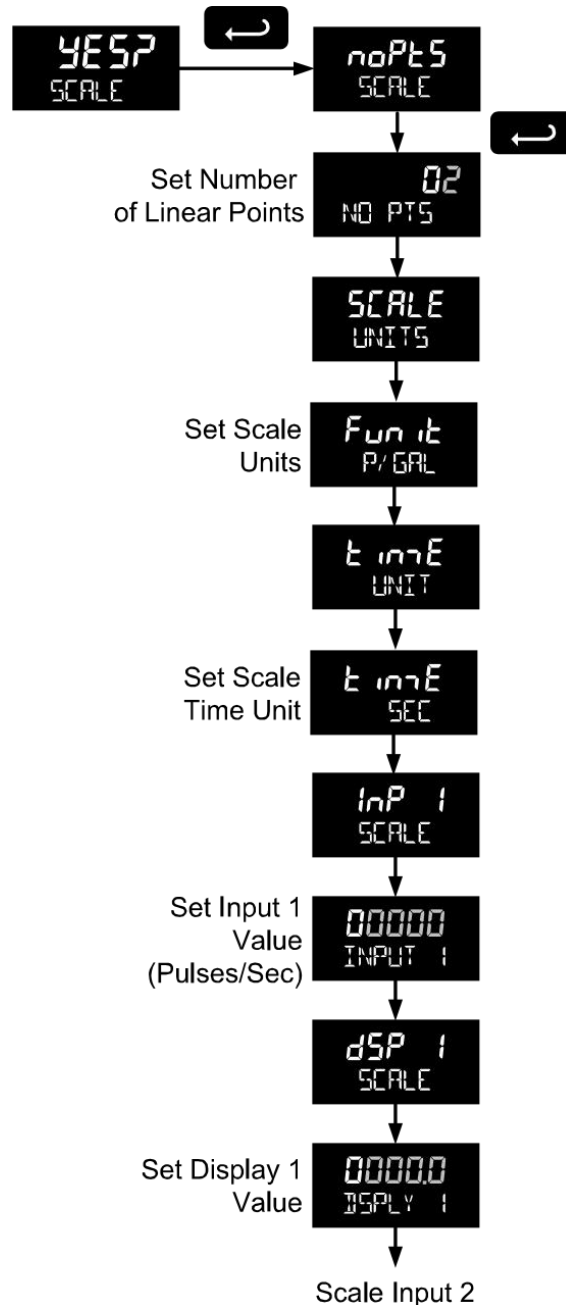 YES?
SCALE
noPtS
SCALE
Set Number
of Linear Points
02
NO PTS
SCALE
UNITS
Set Scale
Units
Funit
P/GAL
timE
UNIT
Set Scale
Time Unit
timE
SEC
InP 1
SCALE
Set Input 1
Value
(Pulses/Sec)
00000
INPUT 1
dSP 1
SCALE
Set Display 1
Value
0000.0
DSPLY 1
Scale Input 2